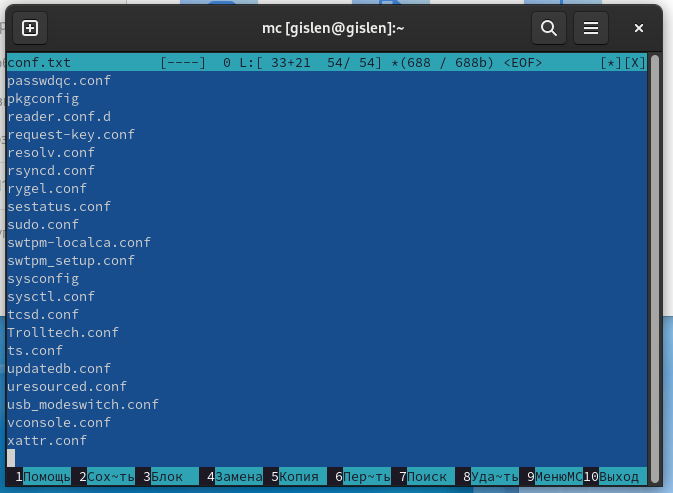 mc [gislen@gislen]:~
conf.txt [----] 0 L:[ 33+21 54/ 54] *(688 / 688b) <EOF> [*][X]
passwdqc.conf
pkgconfig
reader.conf.d
request-key.conf
resolv.conf
rsyncd.conf
rygel.conf
sestatus.conf
sudo.conf
swtpm-localca.conf
swtpm_setup.conf
sysconfig
sysctl.conf
tcsd.conf
Trolltech.conf
ts.conf
updatedb.conf
uresourced.conf
usb_modeswitch.conf
vconsole.conf
xattr.conf
1Помощь 2Сох~ть 3Блок 4Замена 5Копия 6Пер~ть 7Поиск 8Уда~ть 9МенюMC 10Выход